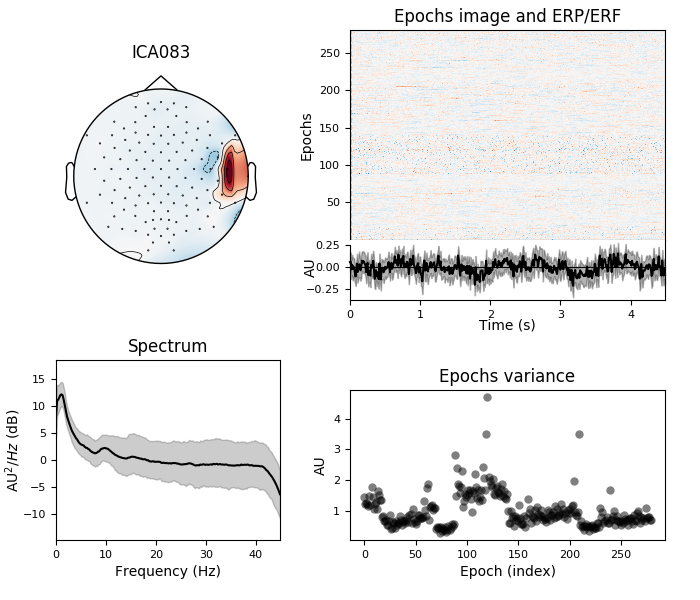 ICA083
Epochs image and ERP/ERF
Epochs
250
200
150
100
50
AU
0.25
0.00
−0.25
0 1 2 3 4
Time (s)
Spectrum
AU²/Hz (dB)
15
10
5
0
−5
−10
0 10 20 30 40
Frequency (Hz)
Epochs variance
AU
4
3
2
1
0 50 100 150 200 250
Epoch (index)